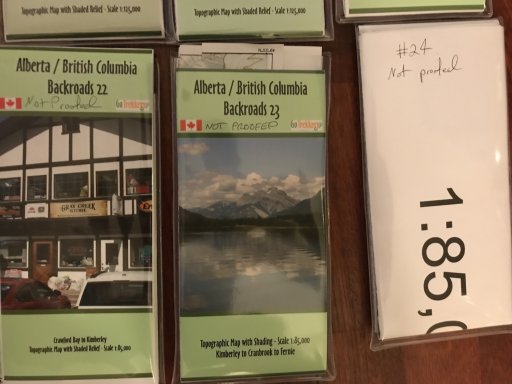 Topographic Map with Shaded Relief - Scale 1:125,000
Topographic Map with Shaded Relief - Scale 1:125,000
Alberta / British Columbia
Backroads 22
Not Proofed
GoTrekkers
GRAY CREEK
STORE
Crawford Bay to Kimberley
Topographic Map with Shaded Relief - Scale 1:85,000
Alberta / British Columbia
Backroads 23
NOT PROOFED
GoTrekkers
Topographic Map with Shading - Scale 1:85,000
Kimberley to Cranbrook to Fernie
#24
Not proofed
1:85,0